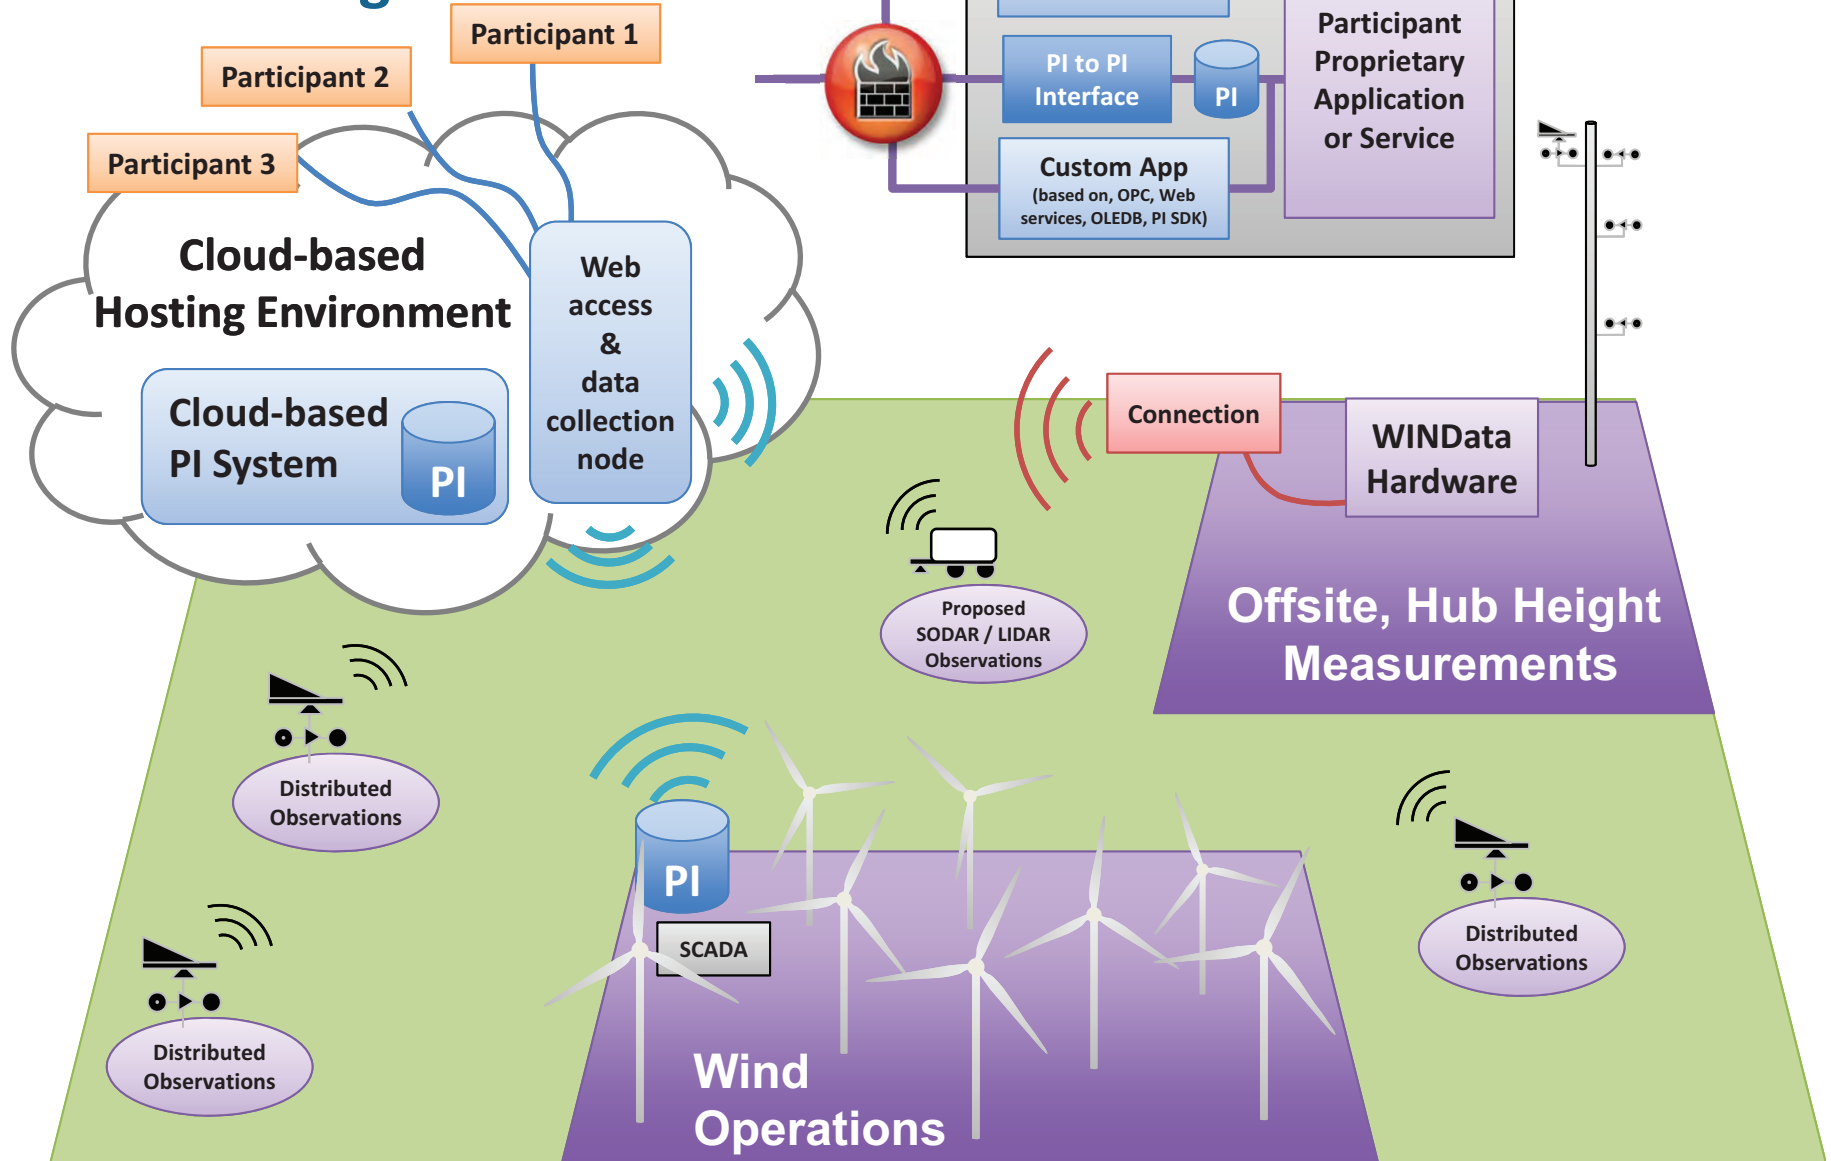 Participant 1
Participant 2
Participant 3
Cloud-based
Hosting Environment
Web
access
&
data
collection
node
Cloud-based
PI System
PI
PI to PI
Interface
PI
Custom App
(based on, OPC, Web
services, OLEDB, PI SDK)
Participant
Proprietary
Application
or Service
Connection
WINData
Hardware
Offsite, Hub Height
Measurements
Proposed
SODAR / LIDAR
Observations
Distributed
Observations
Distributed
Observations
Distributed
Observations
PI
SCADA
Wind
Operations